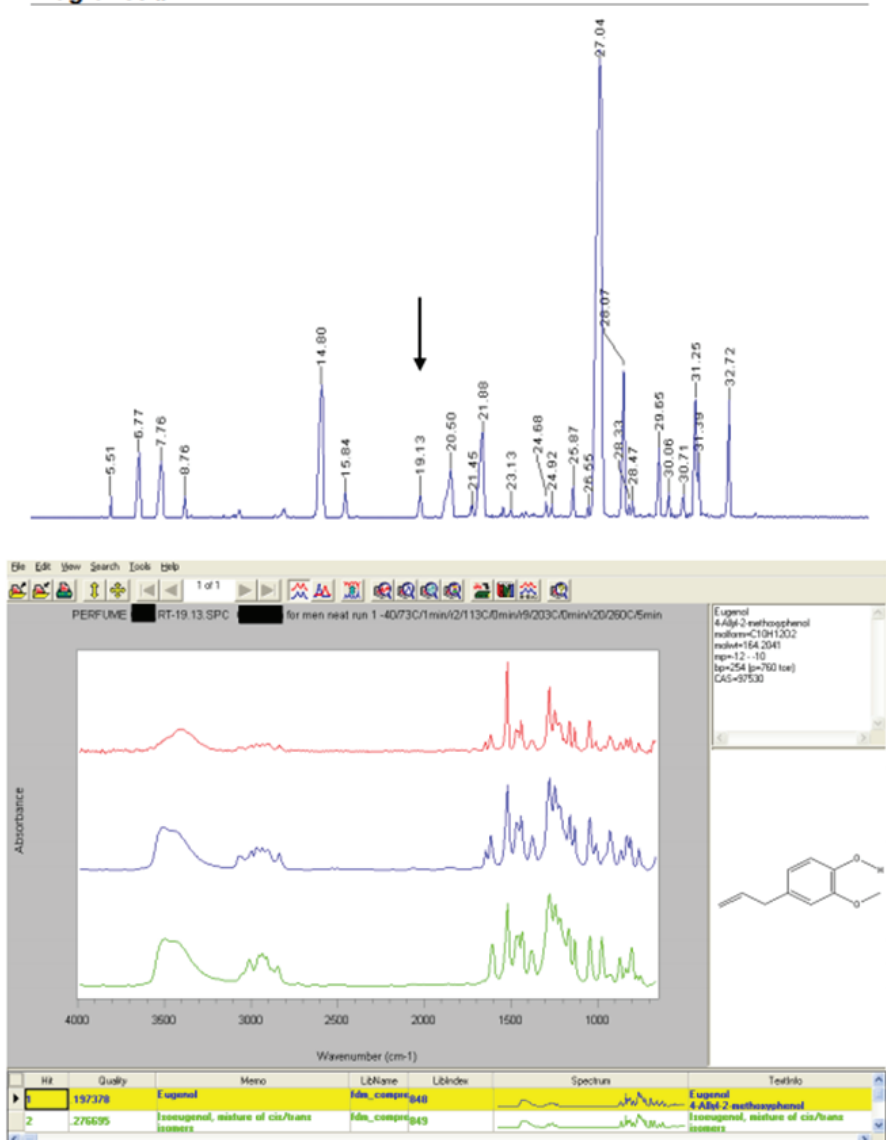 27.04
28.07
14.80
31.25
32.72
6.77
7.76
21.88
29.65
31.39
5.51
8.76
15.84
19.13
20.50
21.45
23.13
24.68
24.92
25.87
26.55
28.33
28.47
30.06
30.71
File Edit View Search Tools Help
1 of 1
PERFUME RT-19.13.SPC for men neat run 1 -40/73C/1min/r2/113C/0min/r9/203C/0min/r20/260C/5min
Eugenol
4-Allyl-2-methoxyphenol
molform=C10H12O2
molwt=164.2041
mp=-12 - -10
bp=254 (p=760 torr)
CAS=97530
Absorbance
O H
O
4000 3500 3000 2500 2000 1500 1000
Wavenumber (cm-1)
Hit Quality Memo LibName LibIndex Spectrum TextInfo
1 .197378 Eugenol fdm_compre 848 Eugenol
4-Allyl-2-methoxyphenol
2 .276695 Isoeugenol, mixture of cis/trans isomers fdm_compre 849 Isoeugenol, mixture of cis/trans isomers